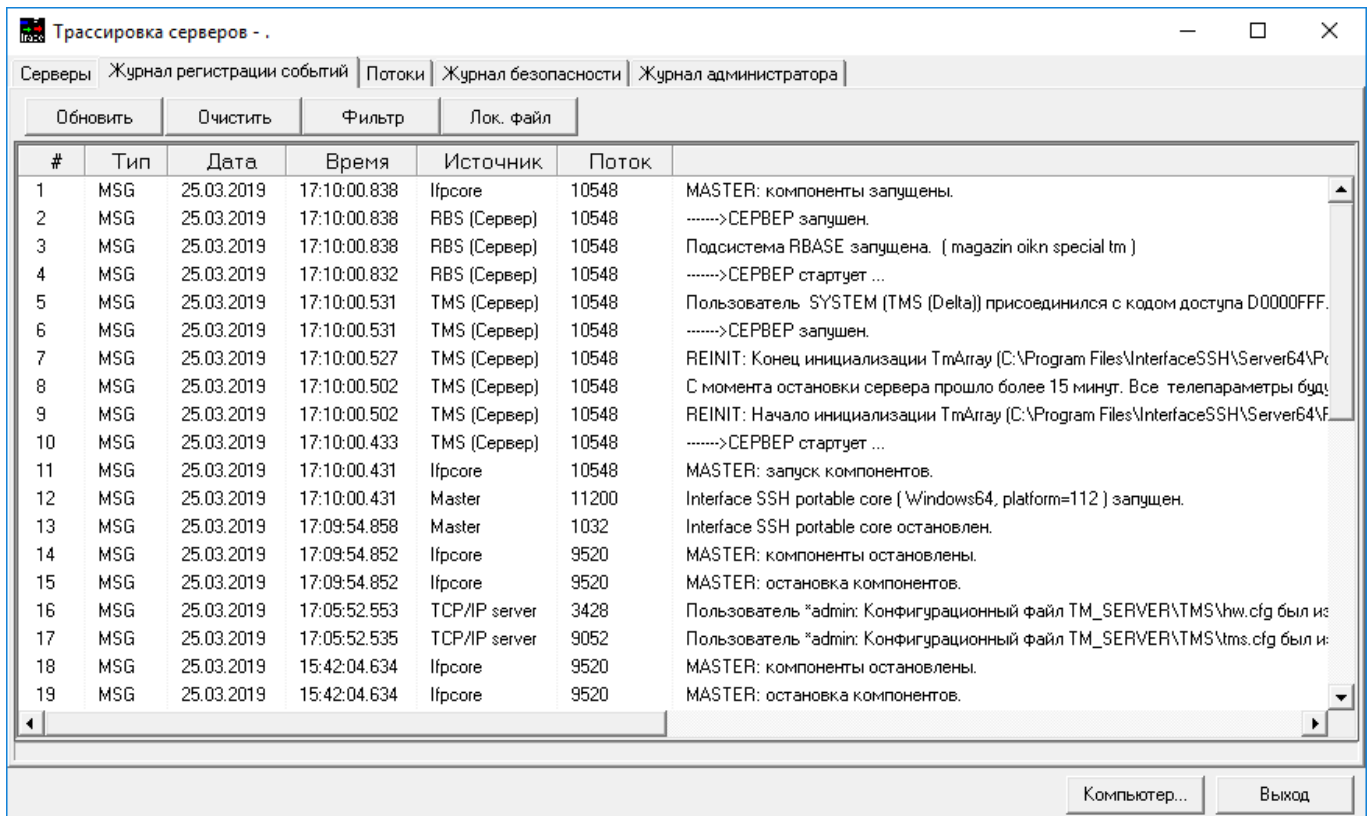 Trace Трассировка серверов - .
Серверы Журнал регистрации событий Потоки Журнал безопасности Журнал администратора
Обновить Очистить Фильтр Лок. файл
# Тип Дата Время Источник Поток
1 MSG 25.03.2019 17:10:00.838 Ifpcore 10548 MASTER: компоненты запущены.
2 MSG 25.03.2019 17:10:00.838 RBS (Сервер) 10548 ------->СЕРВЕР запушен.
3 MSG 25.03.2019 17:10:00.838 RBS (Сервер) 10548 Подсистема RBASE запущена. ( magazin oikn special tm )
4 MSG 25.03.2019 17:10:00.832 RBS (Сервер) 10548 ------->СЕРВЕР стартует ...
5 MSG 25.03.2019 17:10:00.531 TMS (Сервер) 10548 Пользователь SYSTEM (TMS (Delta)) присоединился с кодом доступа D0000FFF.
6 MSG 25.03.2019 17:10:00.531 TMS (Сервер) 10548 ------->СЕРВЕР запушен.
7 MSG 25.03.2019 17:10:00.527 TMS (Сервер) 10548 REINIT: Конец инициализации TmArray (C:\Program Files\InterfaceSSH\Server64\Po
8 MSG 25.03.2019 17:10:00.502 TMS (Сервер) 10548 С момента остановки сервера прошло более 15 минут. Все телепараметры буду
9 MSG 25.03.2019 17:10:00.502 TMS (Сервер) 10548 REINIT: Начало инициализации TmArray (C:\Program Files\InterfaceSSH\Server64\F
10 MSG 25.03.2019 17:10:00.433 TMS (Сервер) 10548 ------->СЕРВЕР стартует ...
11 MSG 25.03.2019 17:10:00.431 Ifpcore 10548 MASTER: запуск компонентов.
12 MSG 25.03.2019 17:10:00.431 Master 11200 Interface SSH portable core ( Windows64, platform=112 ) запущен.
13 MSG 25.03.2019 17:09:54.858 Master 1032 Interface SSH portable core остановлен.
14 MSG 25.03.2019 17:09:54.852 Ifpcore 9520 MASTER: компоненты остановлены.
15 MSG 25.03.2019 17:09:54.852 Ifpcore 9520 MASTER: остановка компонентов.
16 MSG 25.03.2019 17:05:52.553 TCP/IP server 3428 Пользователь *admin: Конфигурационный файл TM_SERVER\TMS\hw.cfg был из
17 MSG 25.03.2019 17:05:52.535 TCP/IP server 9052 Пользователь *admin: Конфигурационный файл TM_SERVER\TMS\tms.cfg был и
18 MSG 25.03.2019 15:42:04.634 Ifpcore 9520 MASTER: компоненты остановлены.
19 MSG 25.03.2019 15:42:04.634 Ifpcore 9520 MASTER: остановка компонентов.
Компьютер... Выход